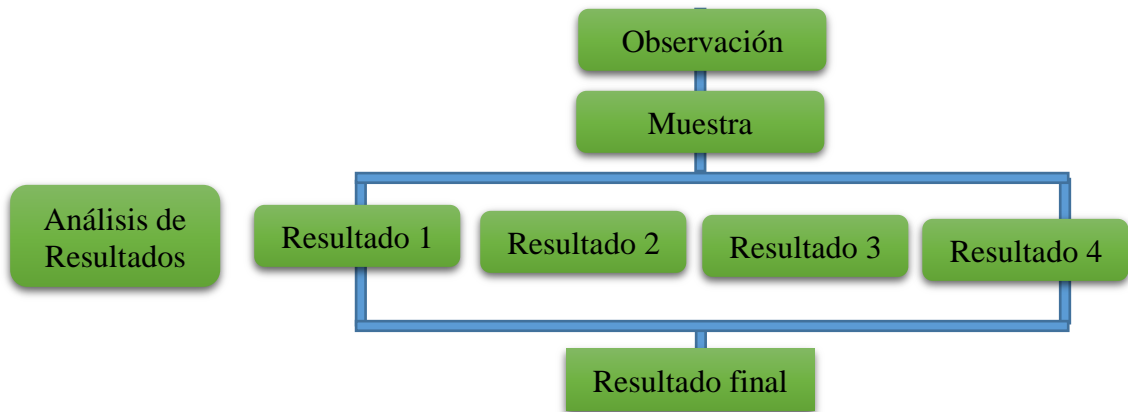 Observación
Muestra
Análisis de
Resultados
Resultado 1
Resultado 2
Resultado 3
Resultado 4
Resultado final